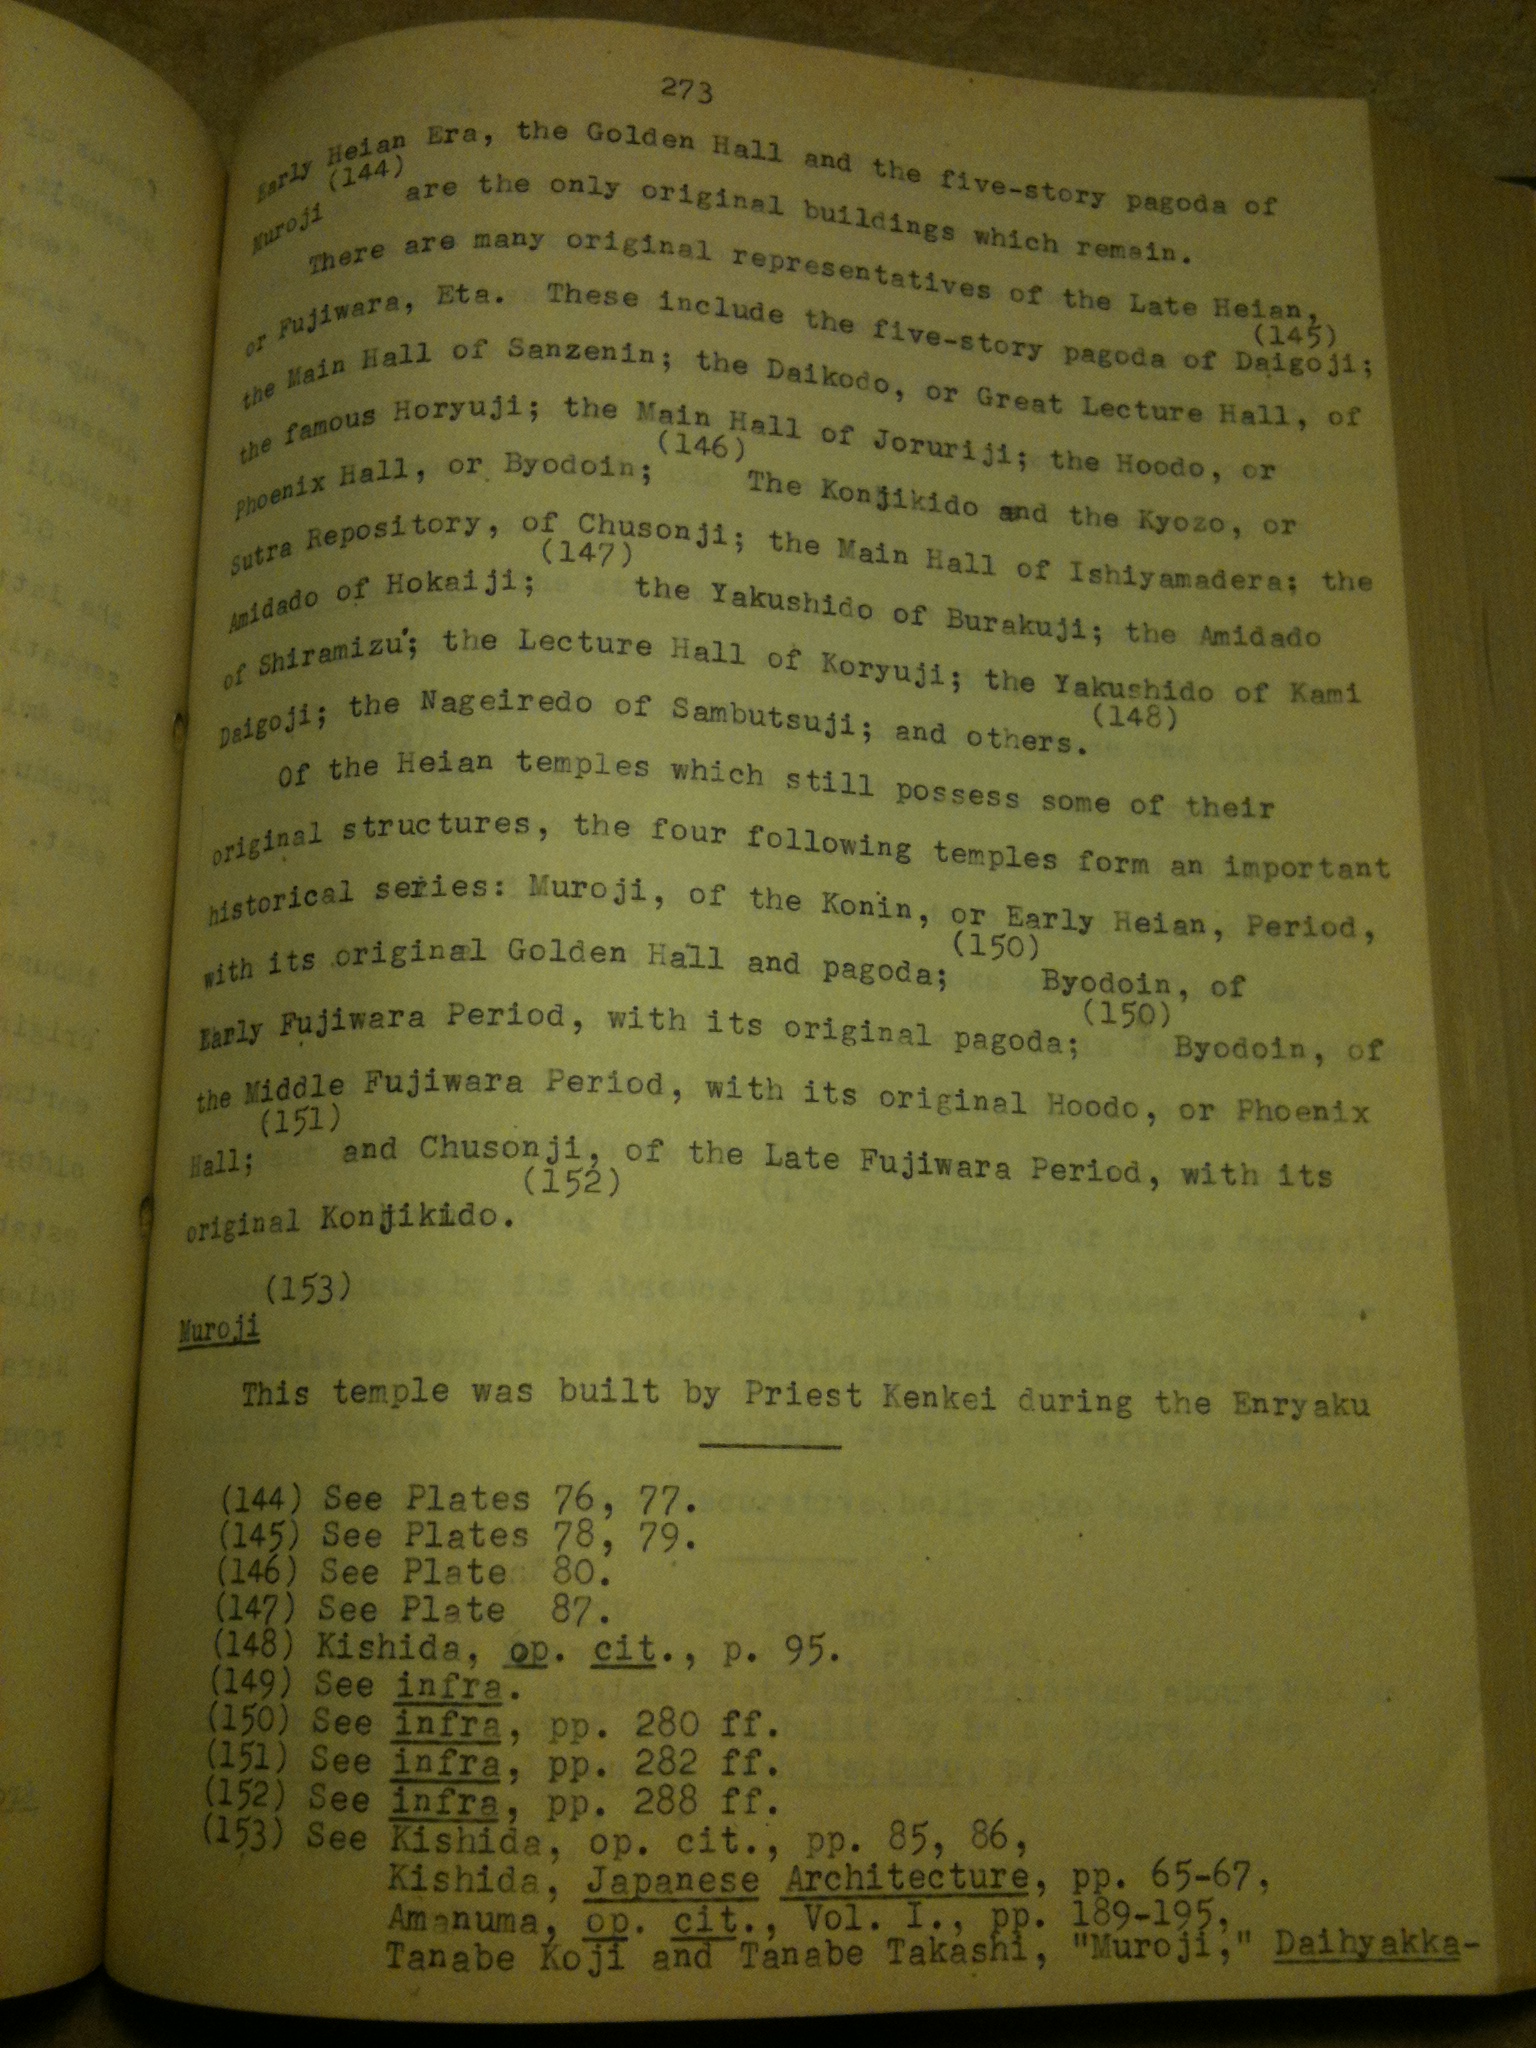 273
Early Heian Era, the Golden Hall and the five-story pagoda of
(144)
Muroji are the only original buildings which remain.
There are many original representatives of the Late Heian,
or Fujiwara, Eta. These include the five-story pagoda of Daigoji;
(145)
the Main Hall of Sanzenin; the Daikodo, or Great Lecture Hall, of
the famous Horyuji; the Main Hall of Joruriji; the Hoodo, or
(146)
Phoenix Hall, or Byodoin; The Konjikido and the Kyozo, or
Sutra Repository, of Chusonji; the Main Hall of Ishiyamadera: the
(147)
Amidado of Hokaiji; the Yakushido of Burakuji; the Amidado
of Shiramizu; the Lecture Hall of Koryuji; the Yakushido of Kami
(148)
Daigoji; the Nageiredo of Sambutsuji; and others.
Of the Heian temples which still possess some of their
original structures, the four following temples form an important
historical series: Muroji, of the Konin, or Early Heian, Period,
(150)
with its original Golden Hall and pagoda; Byodoin, of
(150)
Early Fujiwara Period, with its original pagoda; Byodoin, of
the Middle Fujiwara Period, with its original Hoodo, or Phoenix
(151)
Hall; and Chusonji, of the Late Fujiwara Period, with its
(152)
original Konjikido.
(153)
Muroji
This temple was built by Priest Kenkei during the Enryaku
(144) See Plates 76, 77.
(145) See Plates 78, 79.
(146) See Plate 80.
(147) See Plate 87.
(148) Kishida, op. cit., p. 95.
(149) See infra.
(150) See infra, pp. 280 ff.
(151) See infra, pp. 282 ff.
(152) See infra, pp. 288 ff.
(153) See Kishida, op. cit., pp. 85, 86,
Kishida, Japanese Architecture, pp. 65-67,
Amanuma, op. cit., Vol. I., pp. 189-195,
Tanabe Koji and Tanabe Takashi, "Muroji," Daihyakka-